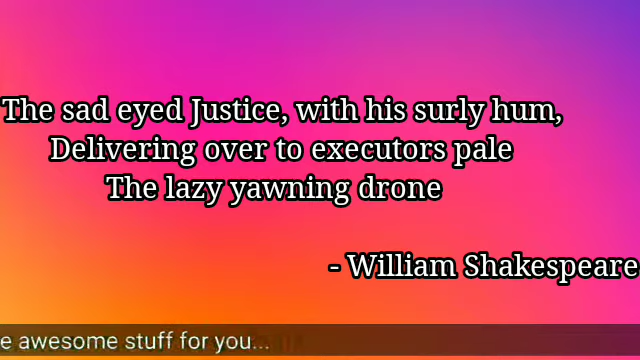 The sad eyed Justice, with his surly hum,
Delivering over to executors pale
The lazy yawning drone
- William Shakespeare
e awesome stuff for you...